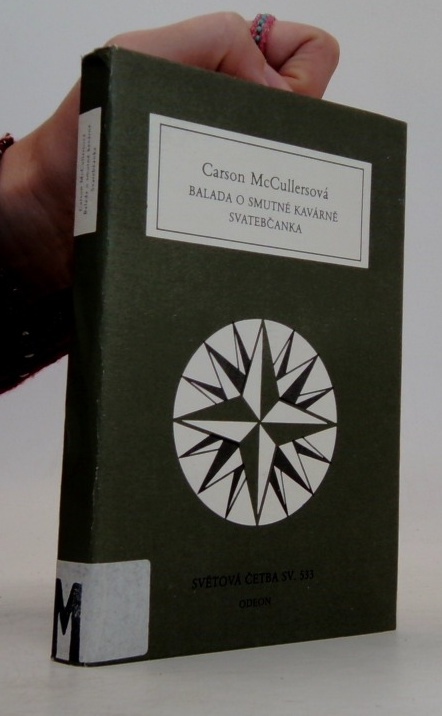 Carson McCullersová
BALADA O SMUTNÉ KAVÁRNĚ
SVATEBČANKA
SVĚTOVÁ ČETBA SV. 533
ODEON
M